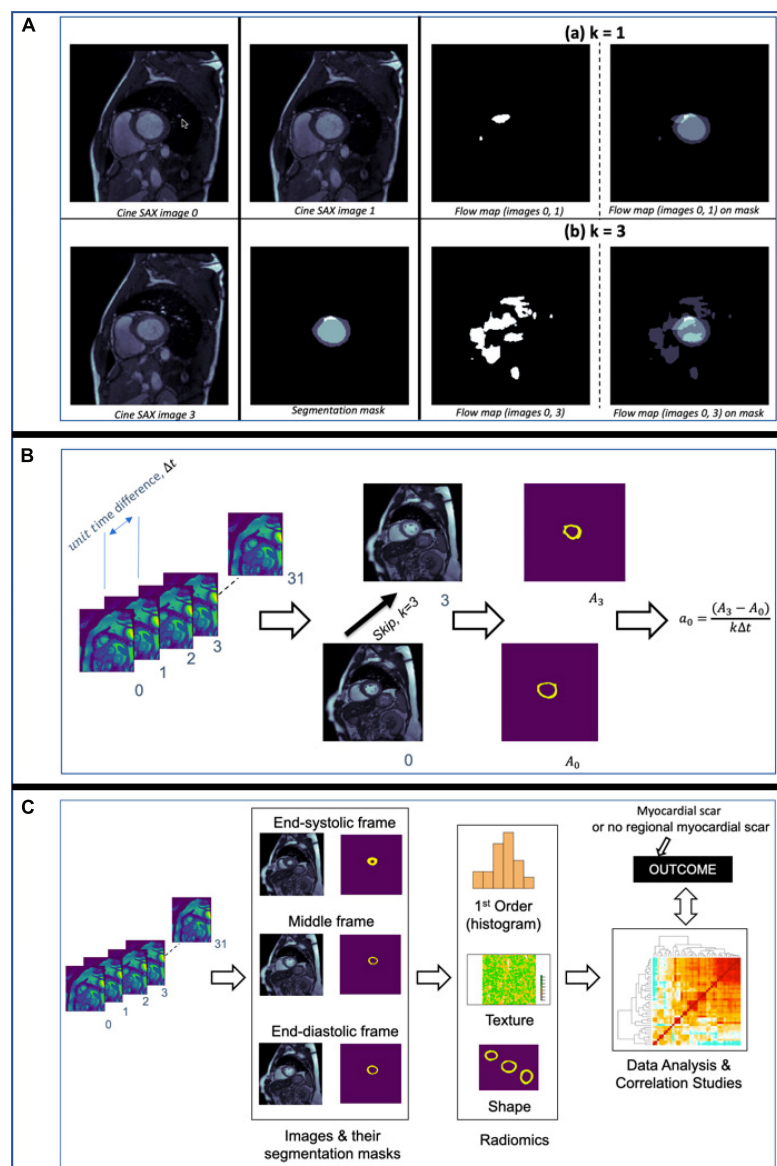 A
(a) k = 1
Cine SAX image 0
Cine SAX image 1
Flow map (images 0, 1)
Flow map (images 0, 1) on mask
(b) k = 3
Cine SAX image 3
Segmentation mask
Flow map (images 0, 3)
Flow map (images 0, 3) on mask
B
unit time difference, Δt
31
3
2
1
0
Skip, k=3
3
0
A₃
A₀
a₀ = (A₃ − A₀) / kΔt
C
31
3
2
1
0
End-systolic frame
Middle frame
End-diastolic frame
Images & their
segmentation masks
1st Order
(histogram)
Texture
Shape
Radiomics
Myocardial scar
or no regional myocardial scar
OUTCOME
Data Analysis &
Correlation Studies